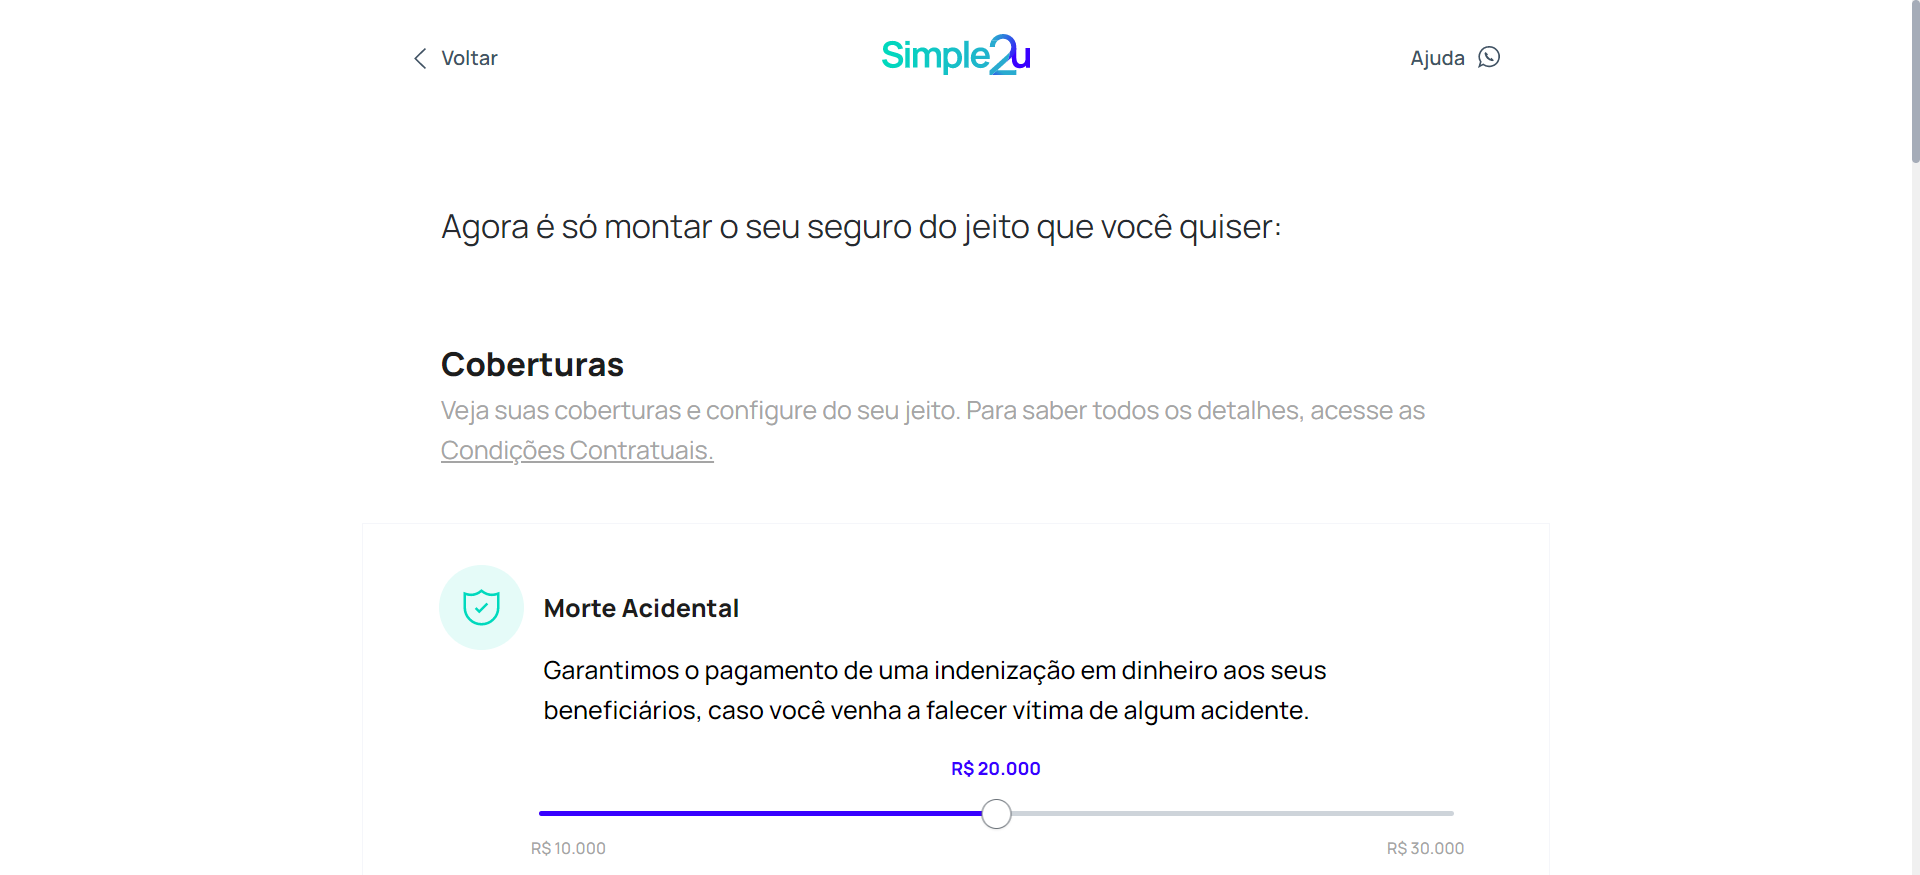 Voltar
Simple2u
Ajuda
Agora é só montar o seu seguro do jeito que você quiser:
Coberturas
Veja suas coberturas e configure do seu jeito. Para saber todos os detalhes, acesse as
Condições Contratuais.
Morte Acidental
Garantimos o pagamento de uma indenização em dinheiro aos seus
beneficiários, caso você venha a falecer vítima de algum acidente.
R$ 20.000
R$ 10.000
R$ 30.000